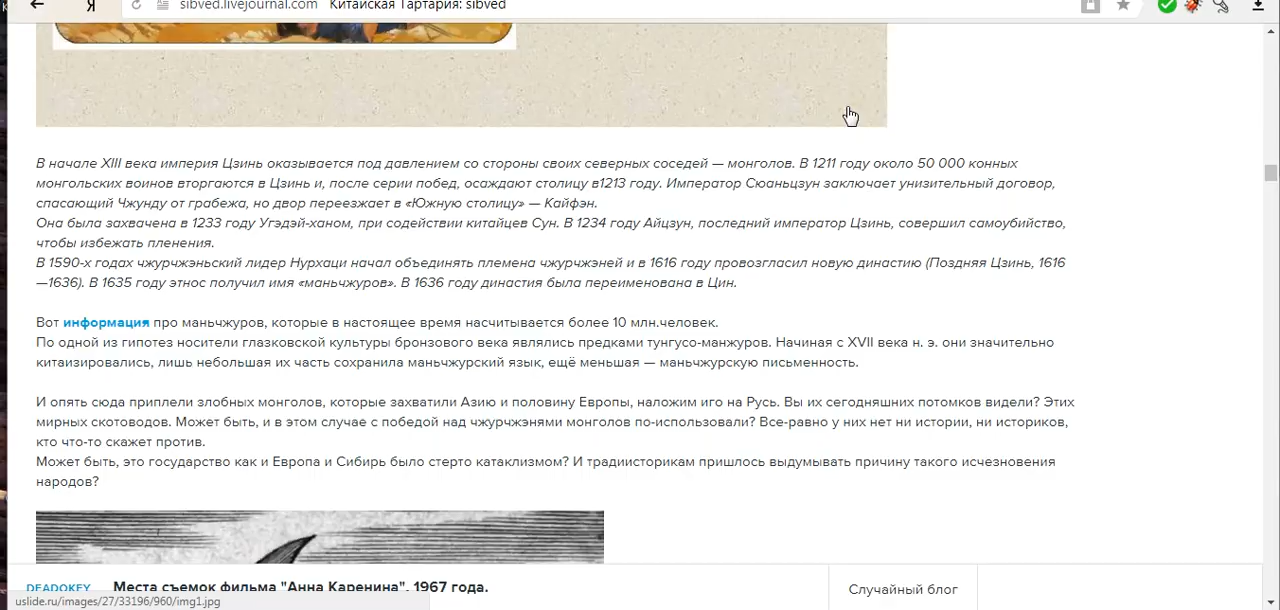 Я
sibved.livejournal.com Китайская Тартария: sibved
В начале XIII века империя Цзинь оказывается под давлением со стороны своих северных соседей — монголов. В 1211 году около 50 000 конных
монгольских воинов вторгаются в Цзинь и, после серии побед, осаждают столицу в1213 году. Император Сюаньцзун заключает унизительный договор,
спасающий Чжунду от грабежа, но двор переезжает в «Южную столицу» — Кайфэн.
Она была захвачена в 1233 году Угэдэй-ханом, при содействии китайцев Сун. В 1234 году Айцзун, последний император Цзинь, совершил самоубийство,
чтобы избежать пленения.
В 1590-х годах чжурчжэньский лидер Нурхаци начал объединять племена чжурчжэней и в 1616 году провозгласил новую династию (Поздняя Цзинь, 1616
—1636). В 1635 году этнос получил имя «маньчжуров». В 1636 году династия была переименована в Цин.
Вот информация про маньчжуров, которые в настоящее время насчитывается более 10 млн.человек.
По одной из гипотез носители глазковской культуры бронзового века являлись предками тунгусо-манжуров. Начиная с XVII века н. э. они значительно
китаизировались, лишь небольшая их часть сохранила маньчжурский язык, ещё меньшая — маньчжурскую письменность.
И опять сюда приплели злобных монголов, которые захватили Азию и половину Европы, наложим иго на Русь. Вы их сегодняшних потомков видели? Этих
мирных скотоводов. Может быть, и в этом случае с победой над чжурчжэнями монголов по-использовали? Все-равно у них нет ни истории, ни историков,
кто что-то скажет против.
Может быть, это государство как и Европа и Сибирь было стерто катаклизмом? И традиисторикам пришлось выдумывать причину такого исчезновения
народов?
DEADOKEY Места съемок фильма "Анна Каренина", 1967 года. Случайный блог
uslide.ru/images/27/33196/960/img1.jpg